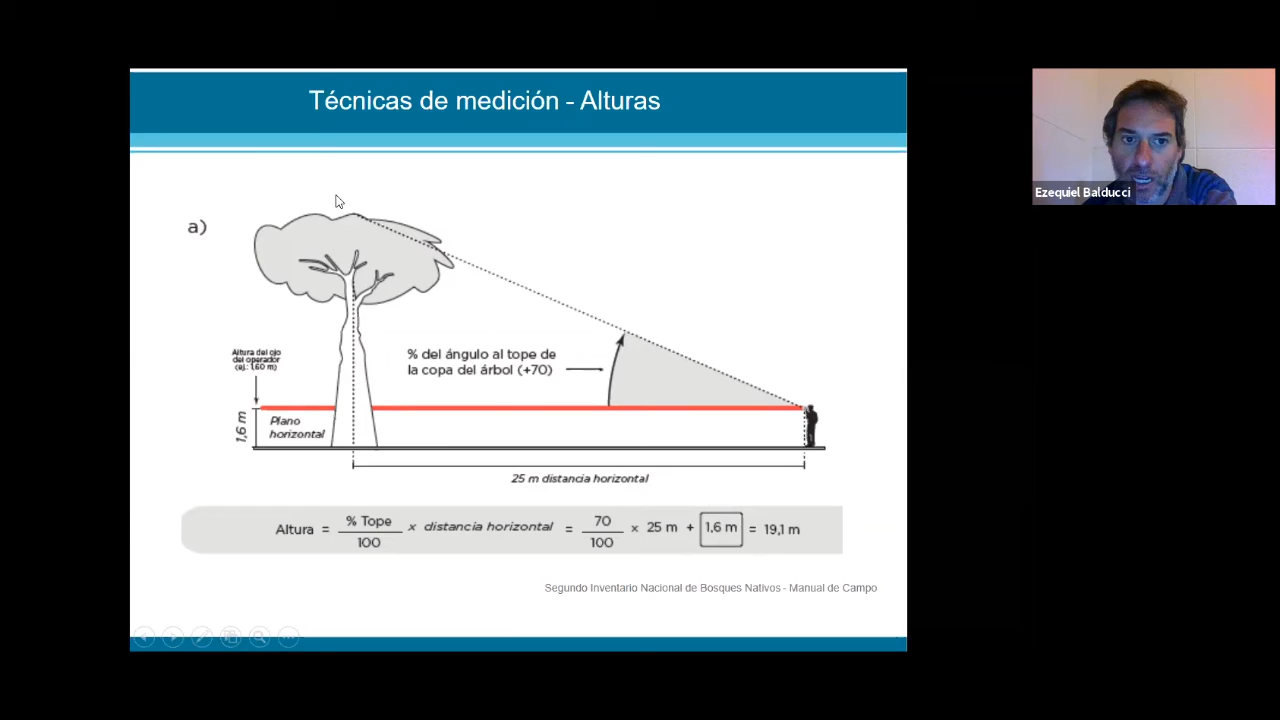 Técnicas de medición - Alturas
Ezequiel Balducci
a)
Altura del ojo
del operador
(ej.: 1,60 m)
% del ángulo al tope de
la copa del árbol (+70)
1,6 m
Plano
horizontal
25 m distancia horizontal
Altura = % Tope / 100 x distancia horizontal = 70 / 100 x 25 m + 1,6 m = 19,1 m
Segundo Inventario Nacional de Bosques Nativos - Manual de Campo